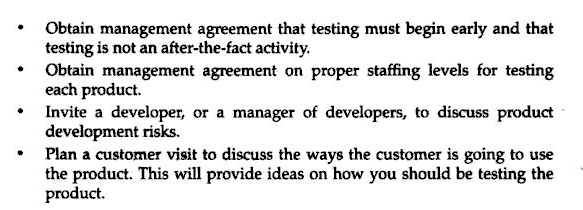 • Obtain management agreement that testing must begin early and that
testing is not an after-the-fact activity.
• Obtain management agreement on proper staffing levels for testing
each product.
• Invite a developer, or a manager of developers, to discuss product
development risks.
• Plan a customer visit to discuss the ways the customer is going to use
the product. This will provide ideas on how you should be testing the
product.